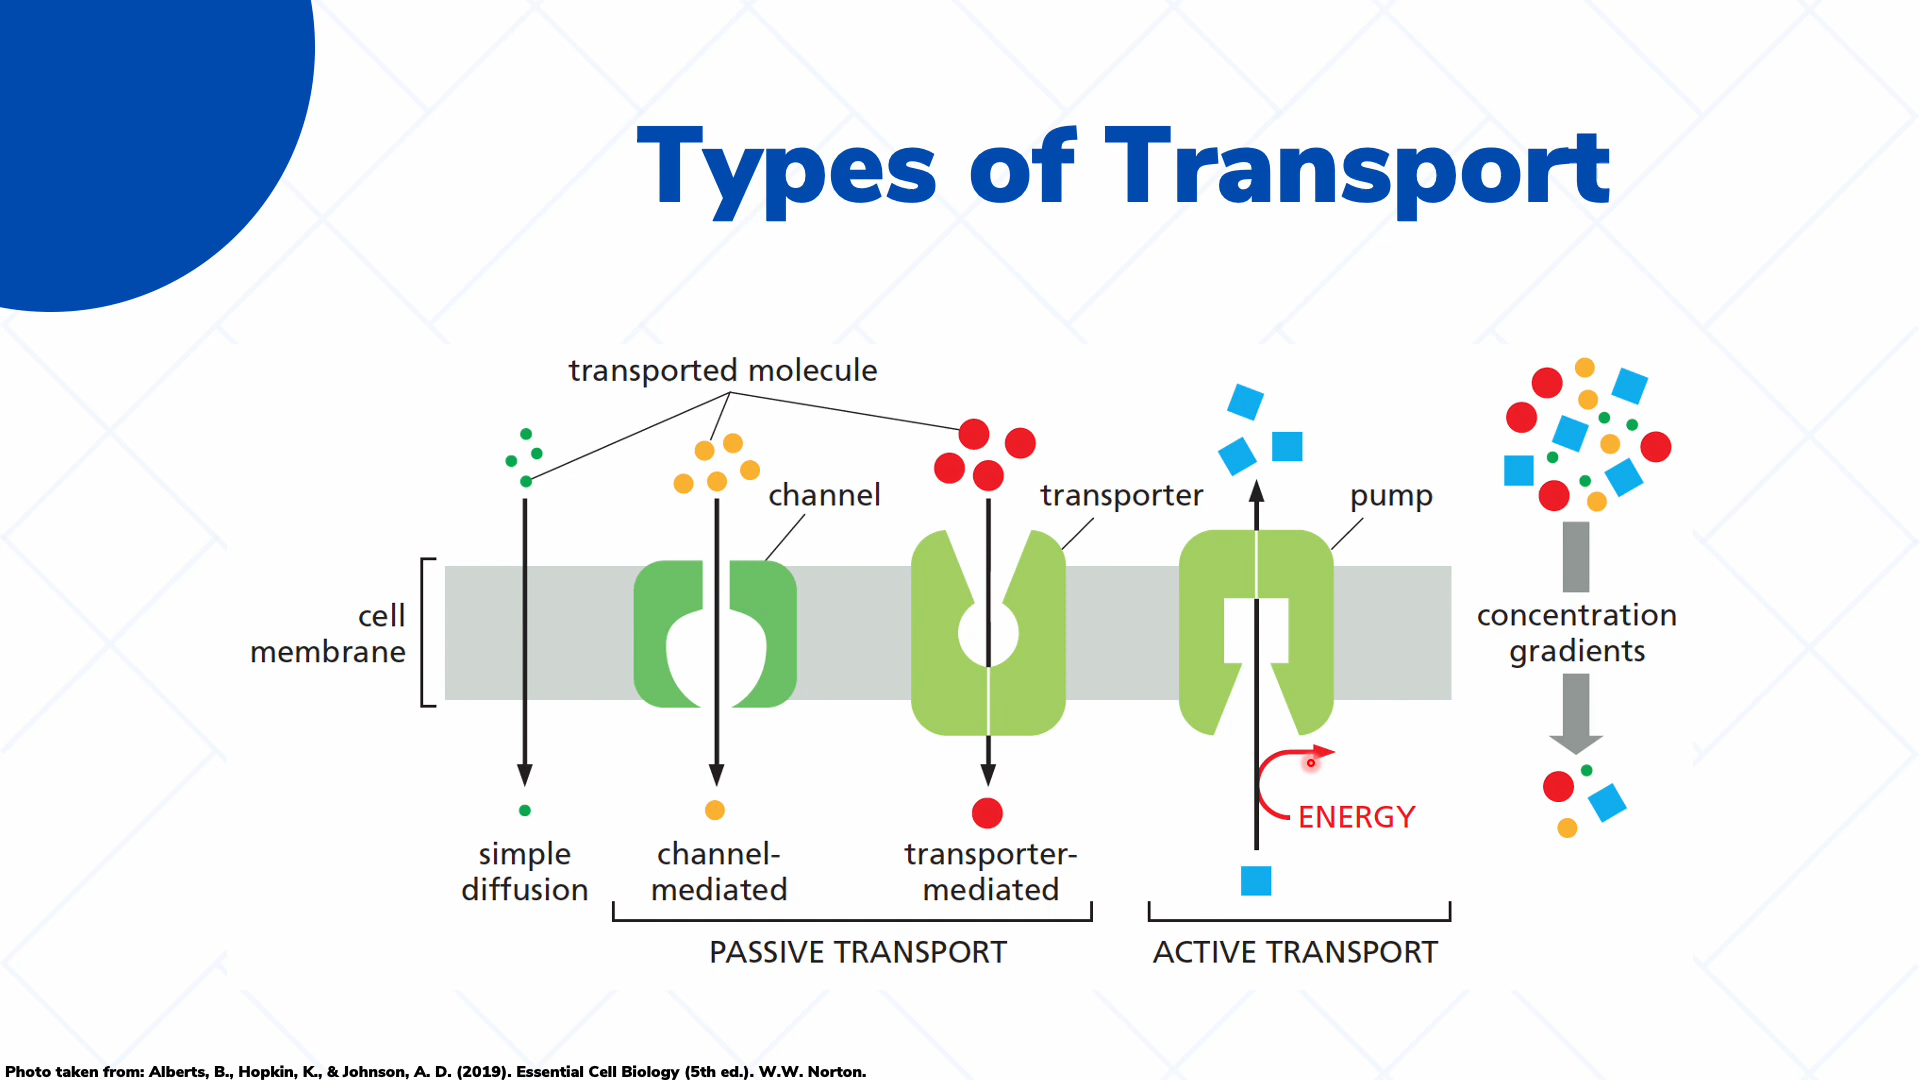 Types of Transport
transported molecule
channel
transporter
pump
cell
membrane
concentration
gradients
ENERGY
simple
diffusion
channel-
mediated
transporter-
mediated
PASSIVE TRANSPORT
ACTIVE TRANSPORT
Photo taken from: Alberts, B., Hopkin, K., & Johnson, A. D. (2019). Essential Cell Biology (5th ed.). W.W. Norton.